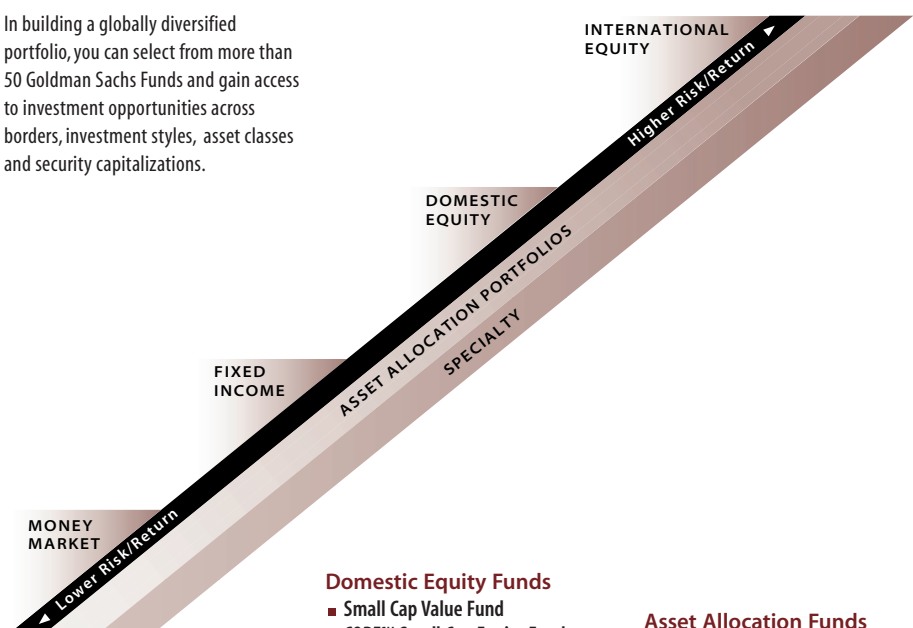 In building a globally diversified
portfolio, you can select from more than
50 Goldman Sachs Funds and gain access
to investment opportunities across
borders, investment styles, asset classes
and security capitalizations.
INTERNATIONAL
EQUITY
Higher Risk/Return
DOMESTIC
EQUITY
ASSET ALLOCATION PORTFOLIOS
SPECIALTY
FIXED
INCOME
MONEY
MARKET
Lower Risk/Return
Domestic Equity Funds
Small Cap Value Fund
Asset Allocation Funds